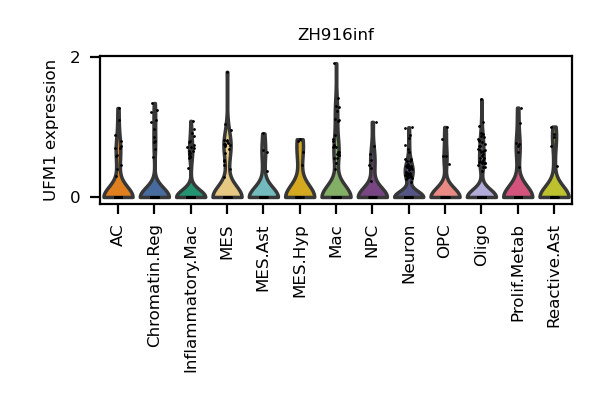 ZH916inf
UFM1 expression
2
0
AC
Chromatin.Reg
Inflammatory.Mac
MES
MES.Ast
MES.Hyp
Mac
NPC
Neuron
OPC
Oligo
Prolif.Metab
Reactive.Ast